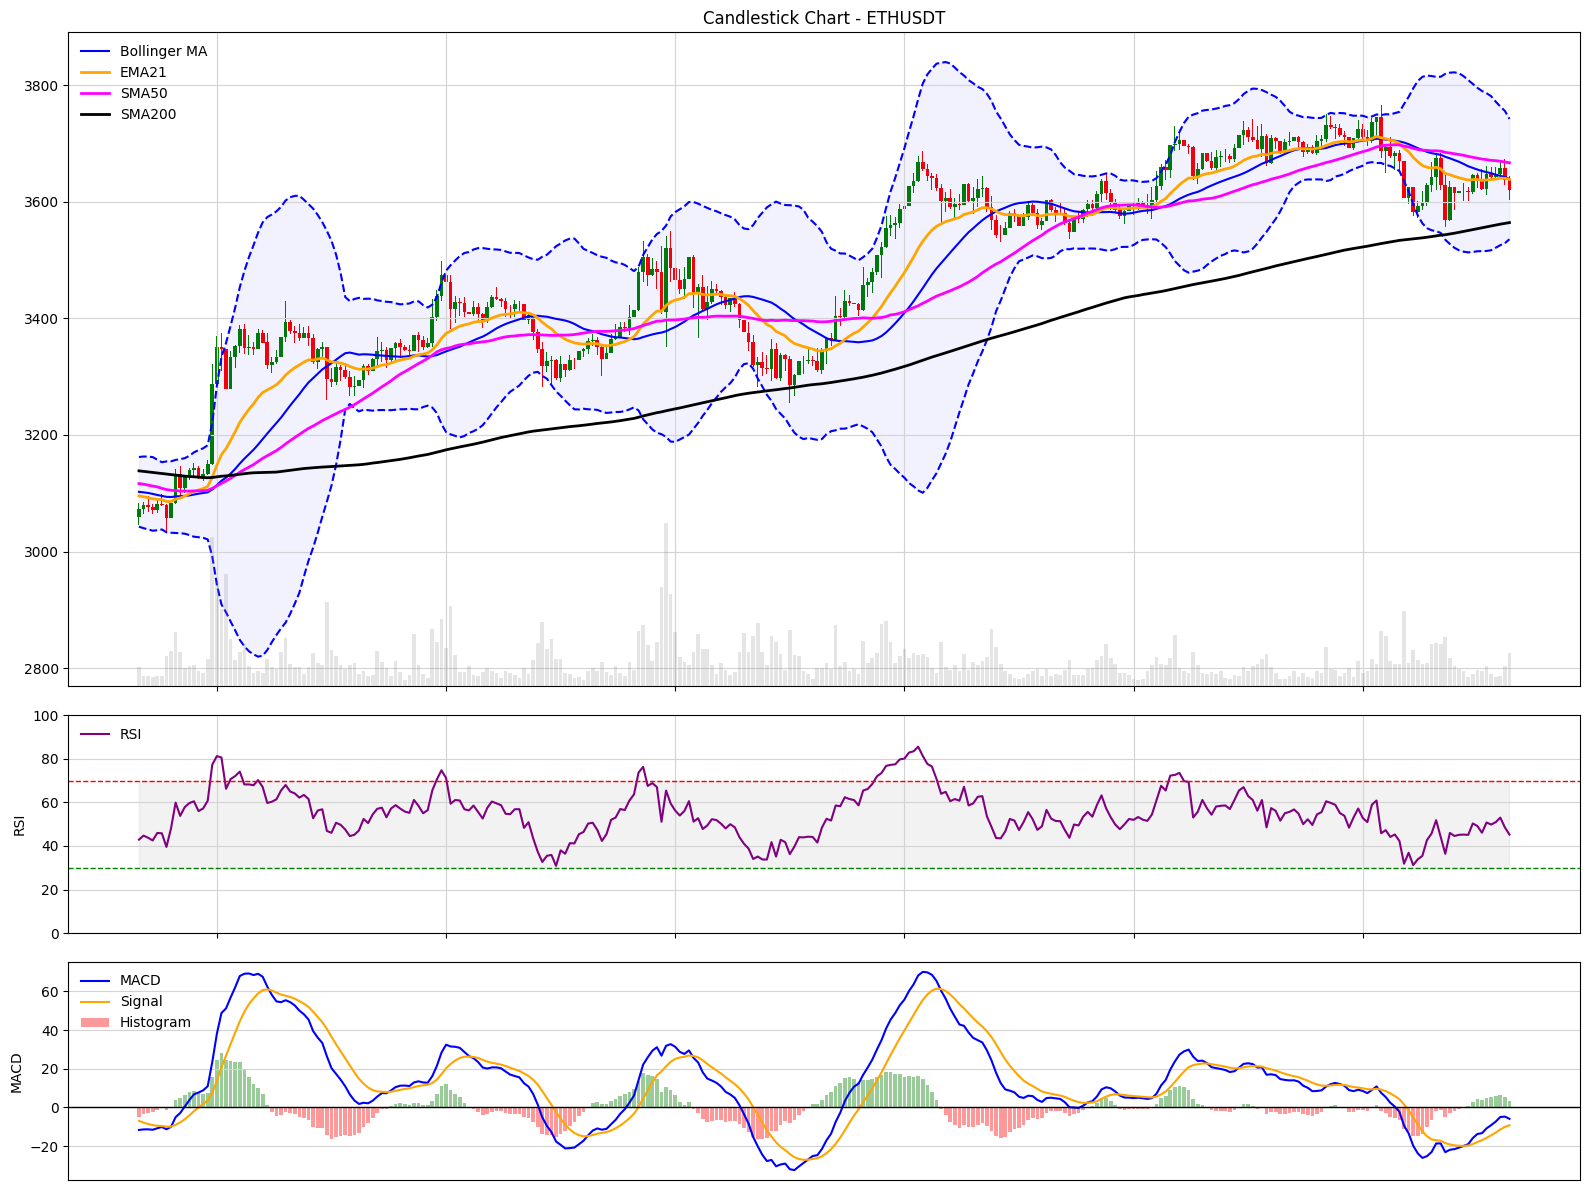 Candlestick Chart - ETHUSDT
Bollinger MA
EMA21
SMA50
SMA200
3800
3600
3400
3200
3000
2800
RSI
100
80
60
40
20
0
RSI
MACD
Signal
Histogram
60
40
20
0
−20
MACD